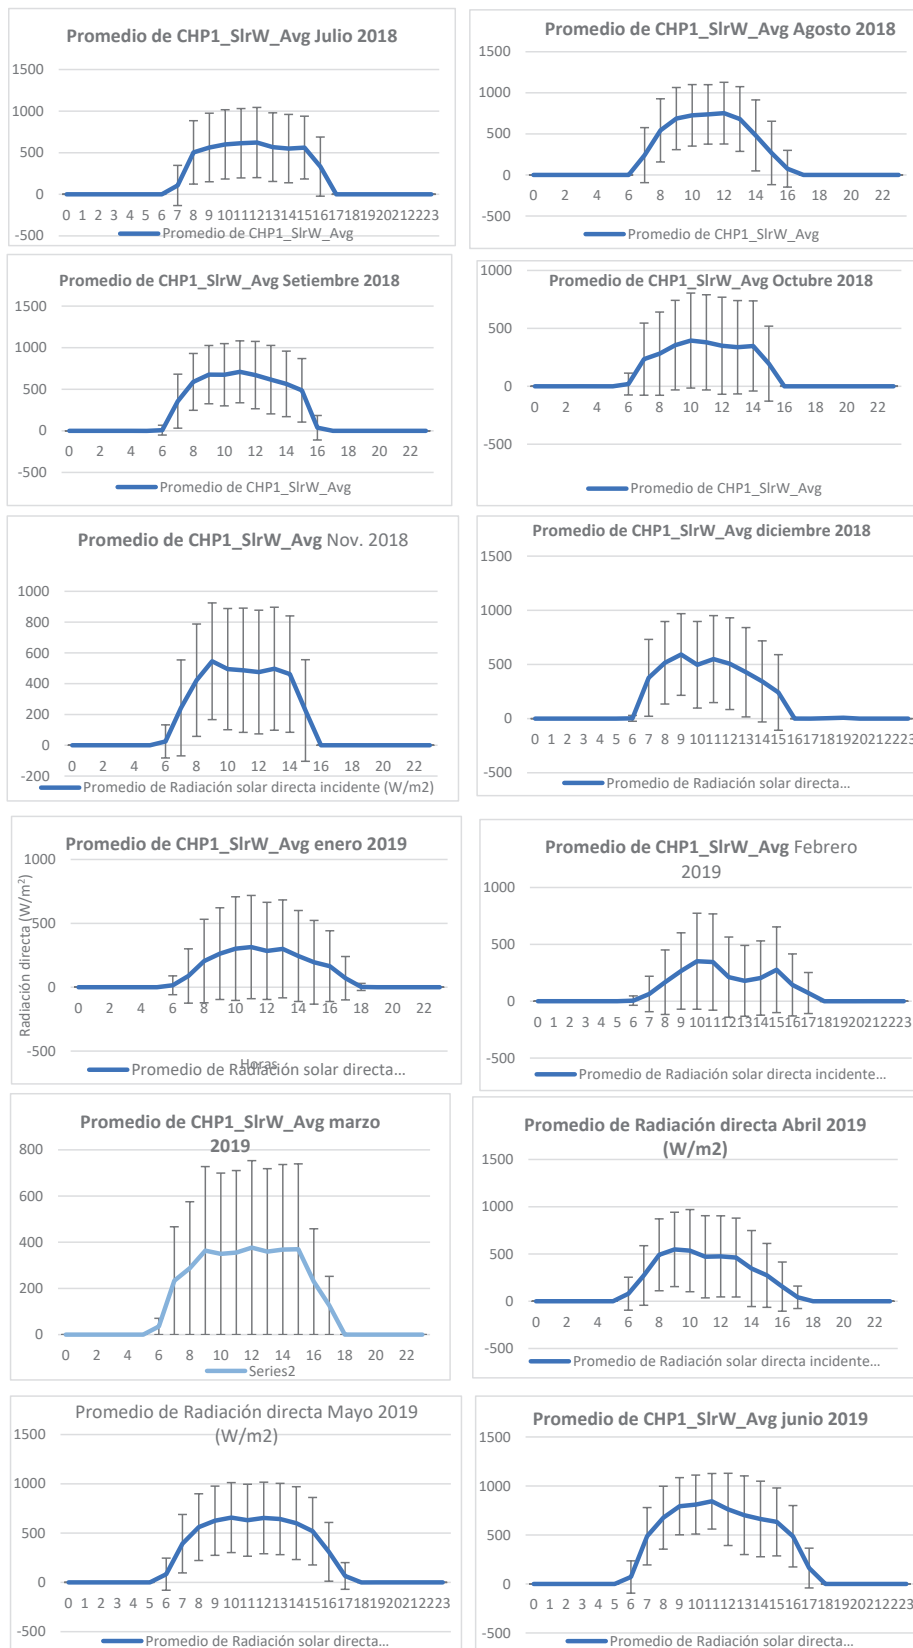 Promedio de CHP1_SlrW_Avg Julio 2018
1500
1000
500
0
0 1 2 3 4 5 6 7 8 9 1011121314151617181920212223
-500
Promedio de CHP1_SlrW_Avg
Promedio de CHP1_SlrW_Avg Agosto 2018
1500
1000
500
0
0 2 4 6 8 10 12 14 16 18 20 22
-500
Promedio de CHP1_SlrW_Avg
Promedio de CHP1_SlrW_Avg Setiembre 2018
1500
1000
500
0
0 2 4 6 8 10 12 14 16 18 20 22
-500
Promedio de CHP1_SlrW_Avg
1000
Promedio de CHP1_SlrW_Avg Octubre 2018
500
0
0 2 4 6 8 10 12 14 16 18 20 22
-500
Promedio de CHP1_SlrW_Avg
Promedio de CHP1_SlrW_Avg Nov. 2018
1000
800
600
400
200
0
0 2 4 6 8 10 12 14 16 18 20 22
-200
Promedio de Radiación solar directa incidente (W/m2)
Promedio de CHP1_SlrW_Avg diciembre 2018
1500
1000
500
0
0 1 2 3 4 5 6 7 8 9 1011121314151617181920212223
-500
Promedio de Radiación solar directa...
Promedio de CHP1_SlrW_Avg enero 2019
Radiación directa (W/m²)
1000
500
0
0 2 4 6 8 10 12 14 16 18 20 22
-500
Horas
Promedio de Radiación solar directa...
Promedio de CHP1_SlrW_Avg Febrero
2019
1000
500
0
0 1 2 3 4 5 6 7 8 9 1011121314151617181920212223
-500
Promedio de Radiación solar directa incidente...
Promedio de CHP1_SlrW_Avg marzo
2019
800
600
400
200
0
0 2 4 6 8 10 12 14 16 18 20 22
Series2
Promedio de Radiación directa Abril 2019
(W/m2)
1500
1000
500
0
0 2 4 6 8 10 12 14 16 18 20 22
-500
Promedio de Radiación solar directa incidente...
Promedio de Radiación directa Mayo 2019
(W/m2)
1500
1000
500
0
0 1 2 3 4 5 6 7 8 9 1011121314151617181920212223
-500
Promedio de Radiación solar directa...
Promedio de CHP1_SlrW_Avg junio 2019
1500
1000
500
0
0 1 2 3 4 5 6 7 8 9 1011121314151617181920212223
-500
Promedio de Radiación solar directa...